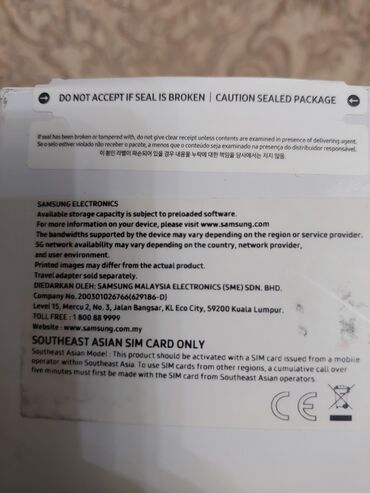 DO NOT ACCEPT IF SEAL IS BROKEN | CAUTION SEALED PACKAGE
If seal has been broken or tampered with, do not give clear receipt unless contents are examined in presence of delivering agent.
Se o selo estiver violado não receber o pacote, a menos que o conteúdo seja examinado na presença do distribuidor responsável.
이 봉인 라벨이 파손되어 있을 경우 내용물 누락에 대한 책임을 당사에서는 지지 않음.
SAMSUNG ELECTRONICS
Available storage capacity is subject to preloaded software.
For more information on your device, please visit www.samsung.com
The bandwidths supported by the device may vary depending on the region or service provider.
5G network availability may vary depending on the country, network provider,
and user environment.
Printed images may differ from the actual product.
Travel adapter sold separately.
DIEDARKAN OLEH: SAMSUNG MALAYSIA ELECTRONICS (SME) SDN. BHD.
Company No. 200301026766(629186-D)
Level 15, Mercu 2, No. 3, Jalan Bangsar, KL Eco City, 59200 Kuala Lumpur.
TOLL FREE : 1 800 88 9999
Website : www.samsung.com.my
SOUTHEAST ASIAN SIM CARD ONLY
Southeast Asian Model : This product should be activated with a SIM card issued from a mobile
operator within Southeast Asia. To use SIM cards from other regions, a cumulative call over
five minutes must first be made with the SIM card from Southeast Asian operators.
CE